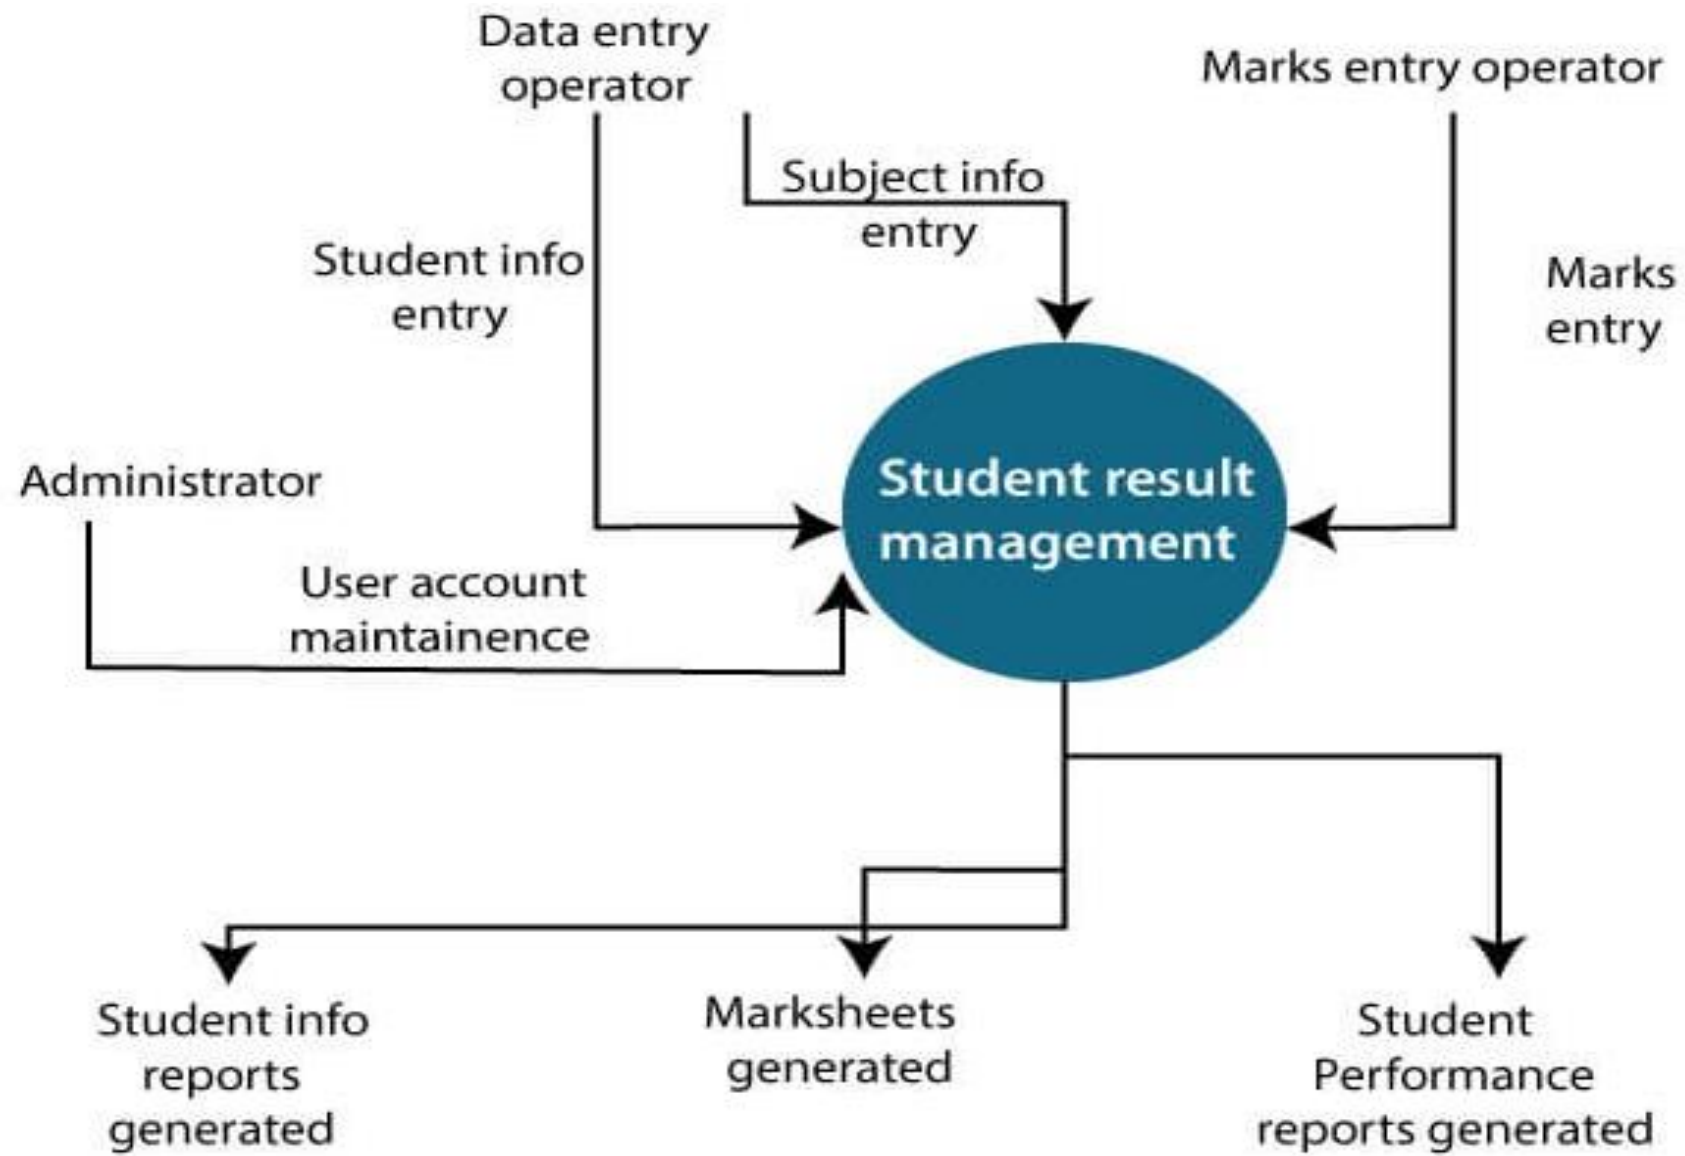 Data entry
operator
Marks entry operator
Subject info
entry
Student info
entry
Marks
entry
Administrator
Student result
management
User account
maintainence
Student info
reports
generated
Marksheets
generated
Student
Performance
reports generated